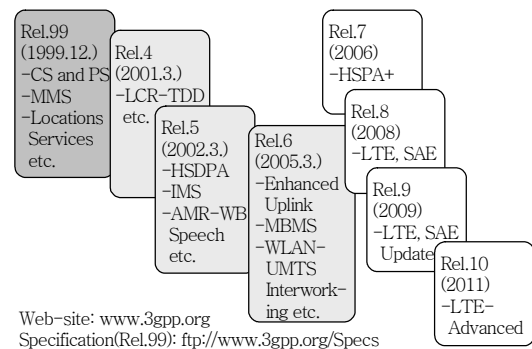 Rel.99
(1999.12.)
-CS and PS
-MMS
-Locations
Services
etc.
Rel.4
(2001.3.)
-LCR-TDD
etc.
Rel.5
(2002.3.)
-HSDPA
-IMS
-AMR-WB
Speech
etc.
Rel.6
(2005.3.)
-Enhanced
Uplink
-MBMS
-WLAN-
UMTS
Interwork-
ing etc.
Rel.7
(2006)
-HSPA+
Rel.8
(2008)
-LTE, SAE
Rel.9
(2009)
-LTE, SAE
Update
Rel.10
(2011)
-LTE-
Advanced
Web-site: www.3gpp.org
Specification(Rel.99): ftp://www.3gpp.org/Specs